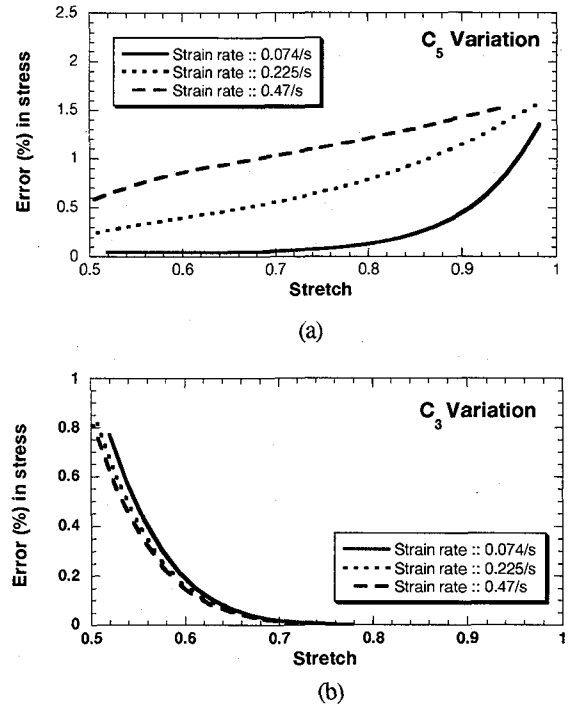 C5 Variation
Strain rate :: 0.074/s
Strain rate :: 0.225/s
Strain rate :: 0.47/s
Error (%) in stress
2.5
2
1.5
1
0.5
0
0.5 0.6 0.7 0.8 0.9 1
Stretch
(a)
C3 Variation
Error (%) in stress
1
0.8
0.6
0.4
0.2
0
Strain rate :: 0.074/s
Strain rate :: 0.225/s
Strain rate :: 0.47/s
0.5 0.6 0.7 0.8 0.9 1
Stretch
(b)